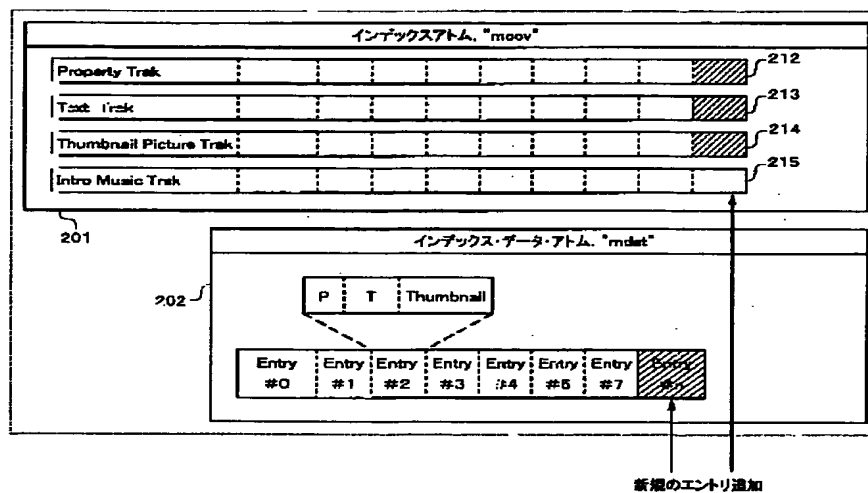 インデックスアトム, "moov"
Property Trak
212
Text Trak
213
Thumbnail Picture Trak
214
Intro Music Trak
215
201
インデックス・データ・アトム, "mdat"
202
P T Thumbnail
Entry #0
Entry #1
Entry #2
Entry #3
Entry #4
Entry #5
Entry #7
Entry
新規のエントリ追加